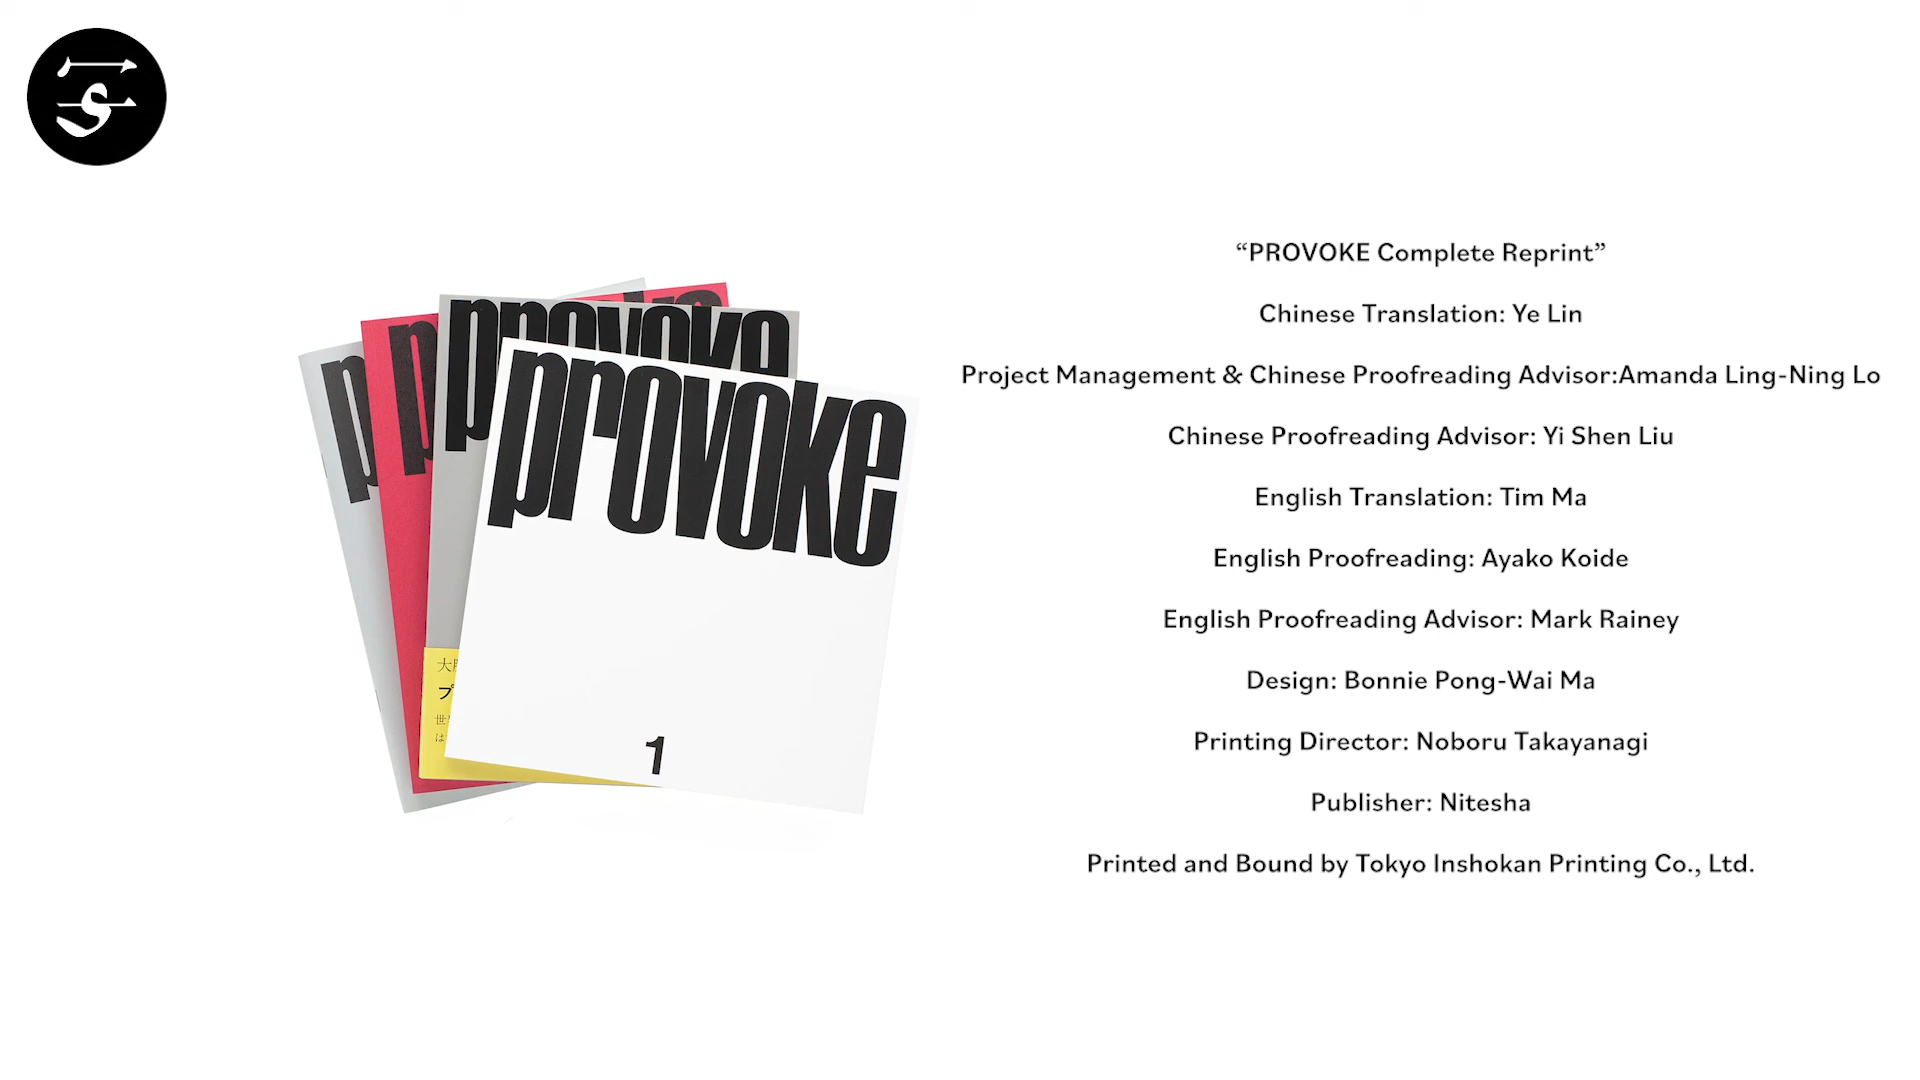 provoke
provoke
1
“PROVOKE Complete Reprint”
Chinese Translation: Ye Lin
Project Management & Chinese Proofreading Advisor:Amanda Ling-Ning Lo
Chinese Proofreading Advisor: Yi Shen Liu
English Translation: Tim Ma
English Proofreading: Ayako Koide
English Proofreading Advisor: Mark Rainey
Design: Bonnie Pong-Wai Ma
Printing Director: Noboru Takayanagi
Publisher: Nitesha
Printed and Bound by Tokyo Inshokan Printing Co., Ltd.